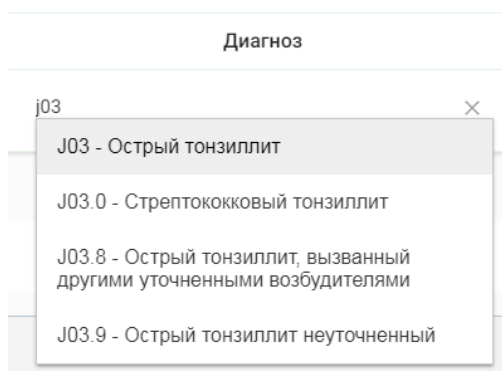 Диагноз
j03
J03 - Острый тонзиллит
J03.0 - Стрептококковый тонзиллит
J03.8 - Острый тонзиллит, вызванный
другими уточненными возбудителями
J03.9 - Острый тонзиллит неуточненный